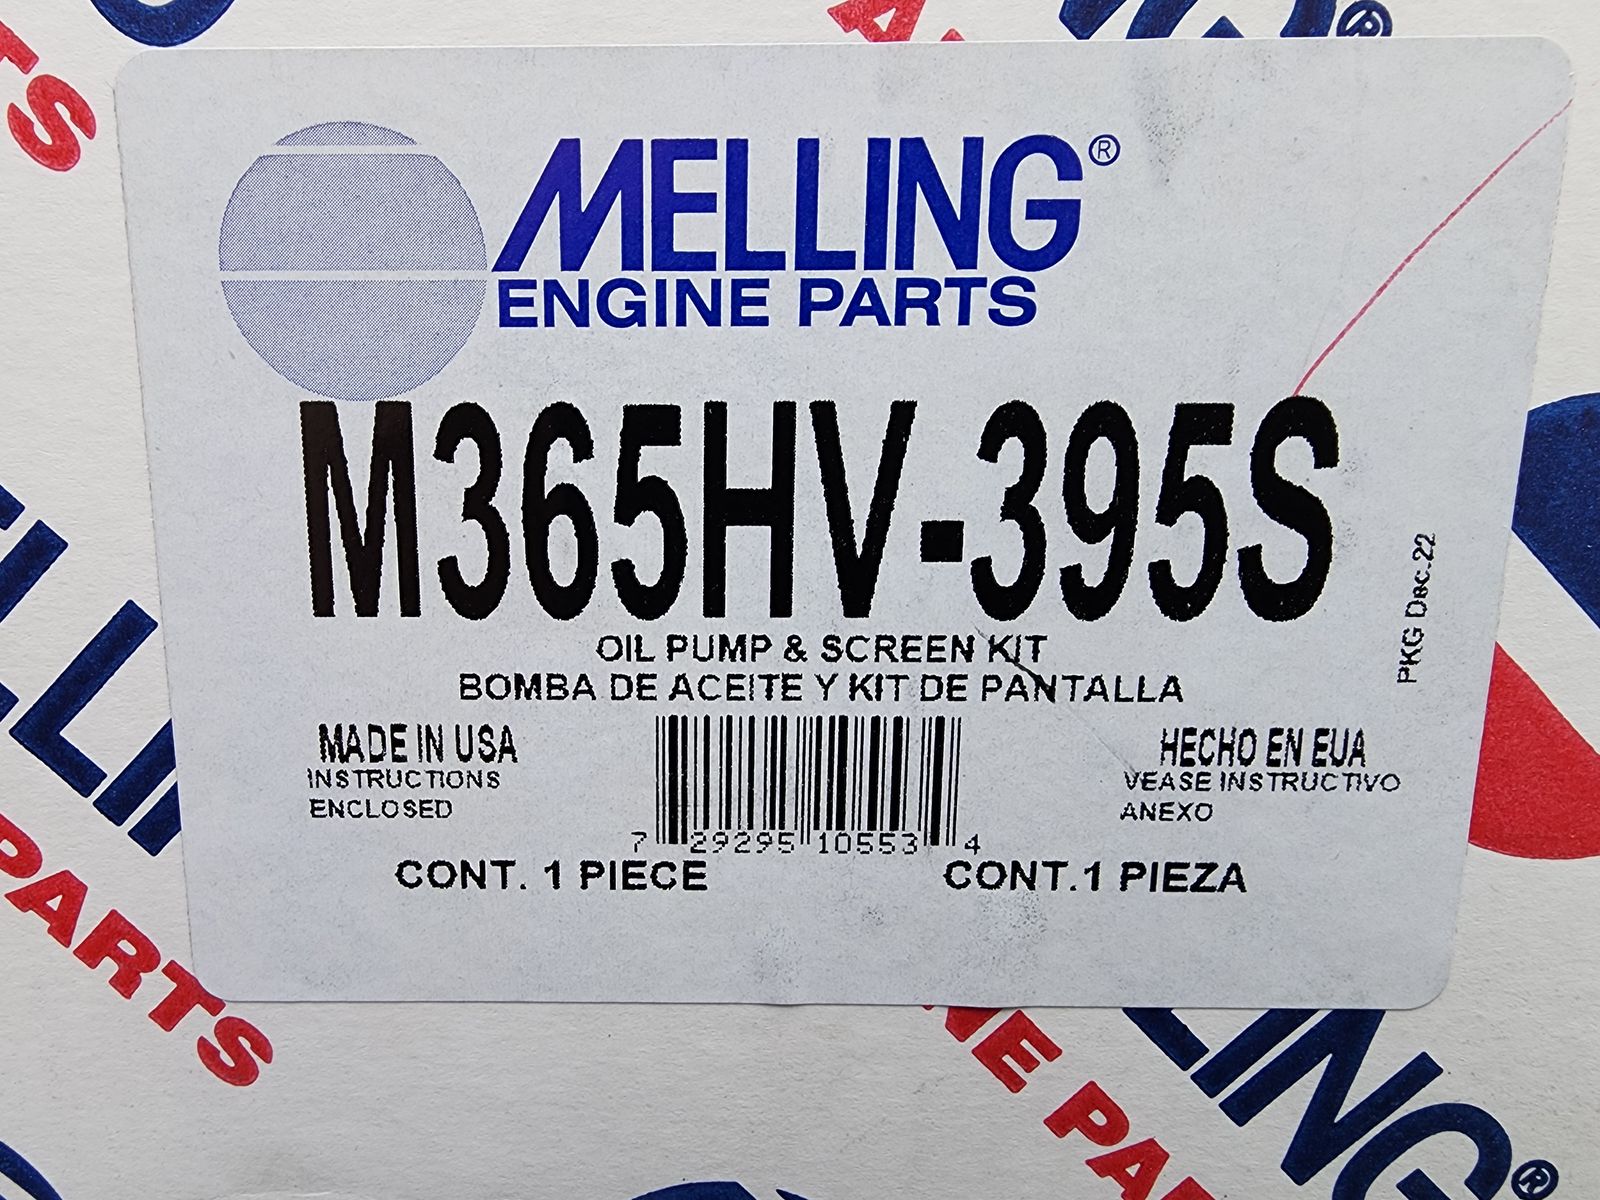 MELLING®
ENGINE PARTS
M365HV-395S
OIL PUMP & SCREEN KIT
BOMBA DE ACEITE Y KIT DE PANTALLA
MADE IN USA
INSTRUCTIONS
ENCLOSED
HECHO EN EUA
VEASE INSTRUCTIVO
ANEXO
7 29295 10553 4
CONT. 1 PIECE
CONT.1 PIEZA
PKG Dec.22
PARTS